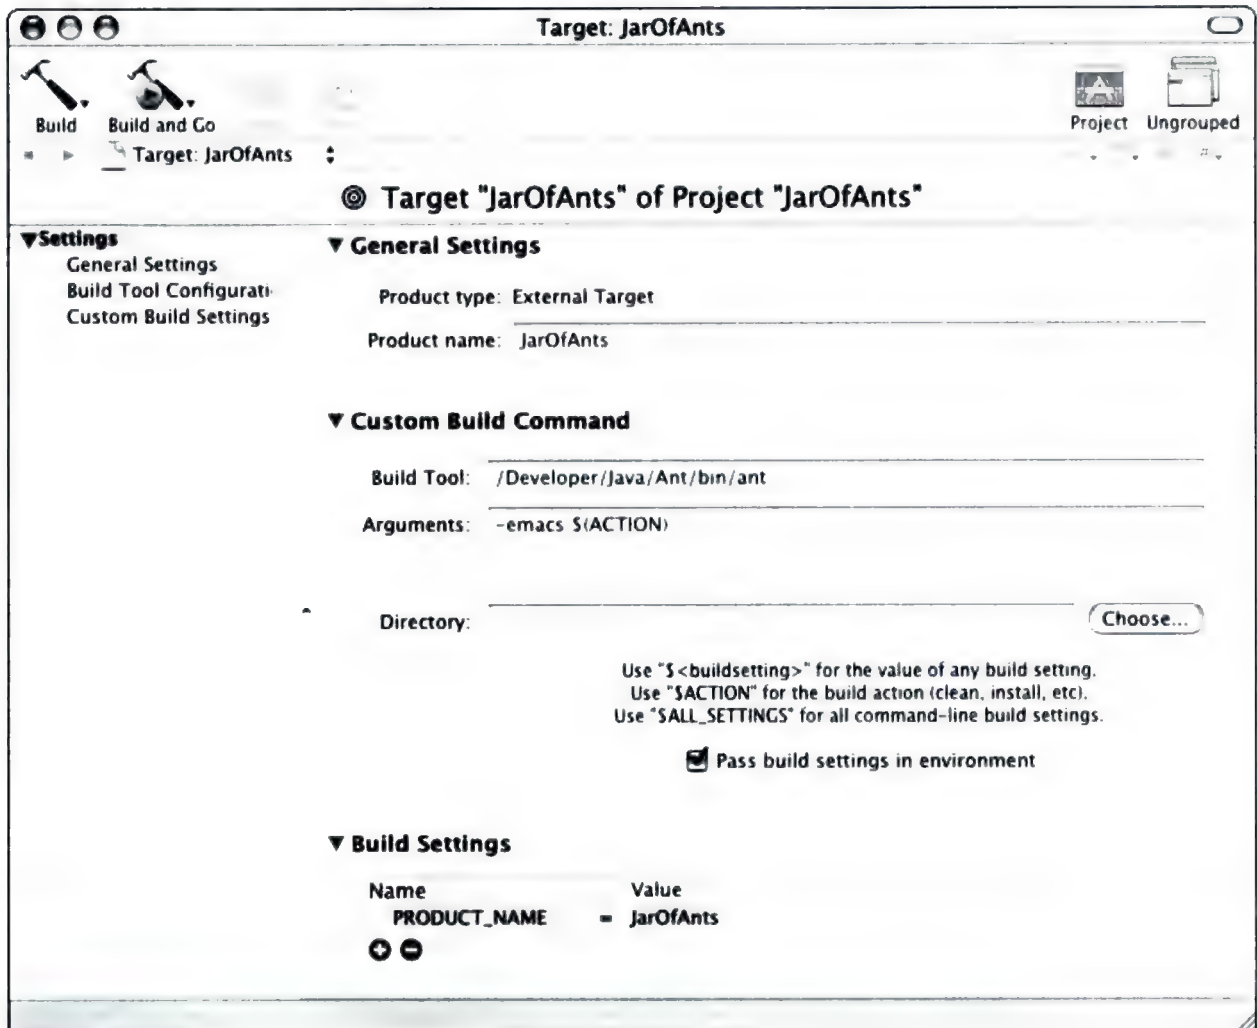 Target: JarOfAnts
Build
Build and Go
Project
Ungrouped
Target: JarOfAnts
Target "JarOfAnts" of Project "JarOfAnts"
Settings
General Settings
Build Tool Configurati
Custom Build Settings
General Settings
Product type: External Target
Product name: JarOfAnts
Custom Build Command
Build Tool: /Developer/Java/Ant/bin/ant
Arguments: -emacs $(ACTION)
Directory:
Choose...
Use "$<buildsetting>" for the value of any build setting.
Use "$ACTION" for the build action (clean, install, etc).
Use "$ALL_SETTINGS" for all command-line build settings.
Pass build settings in environment
Build Settings
Name Value
PRODUCT_NAME = JarOfAnts